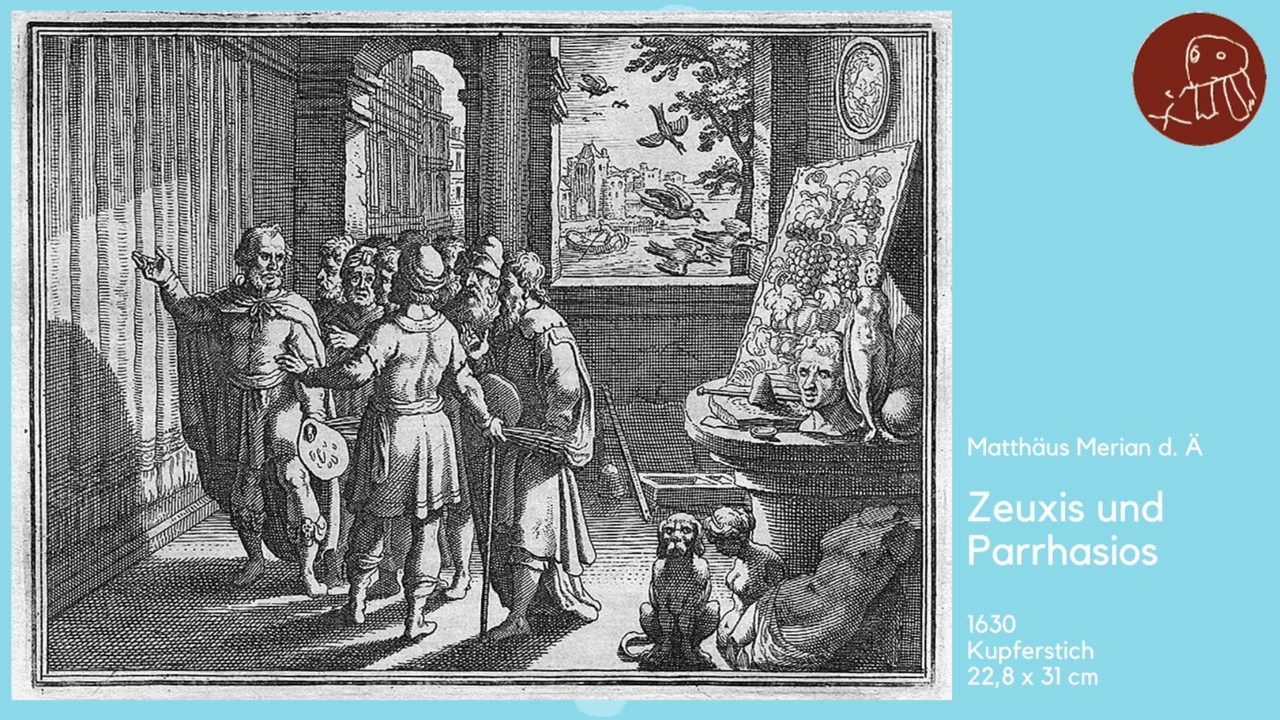 Matthäus Merian d. Ä
Zeuxis und
Parrhasios
1630
Kupferstich
22,8 x 31 cm